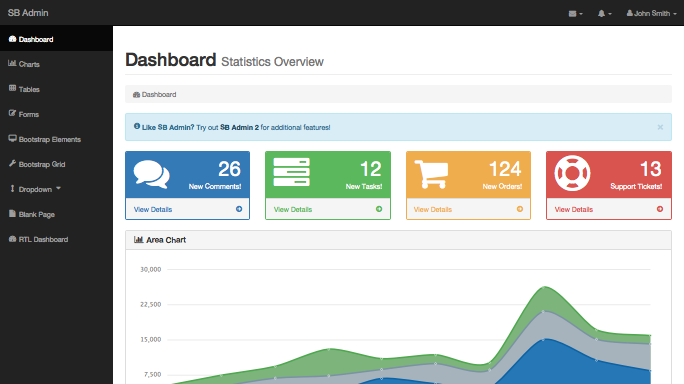 SB Admin
John Smith
Dashboard
Charts
Tables
Forms
Bootstrap Elements
Bootstrap Grid
Dropdown
Blank Page
RTL Dashboard
Dashboard Statistics Overview
Dashboard
Like SB Admin? Try out SB Admin 2 for additional features!
26
New Comments!
View Details
12
New Tasks!
View Details
124
New Orders!
View Details
13
Support Tickets!
View Details
Area Chart
30,000
22,500
15,000
7,500